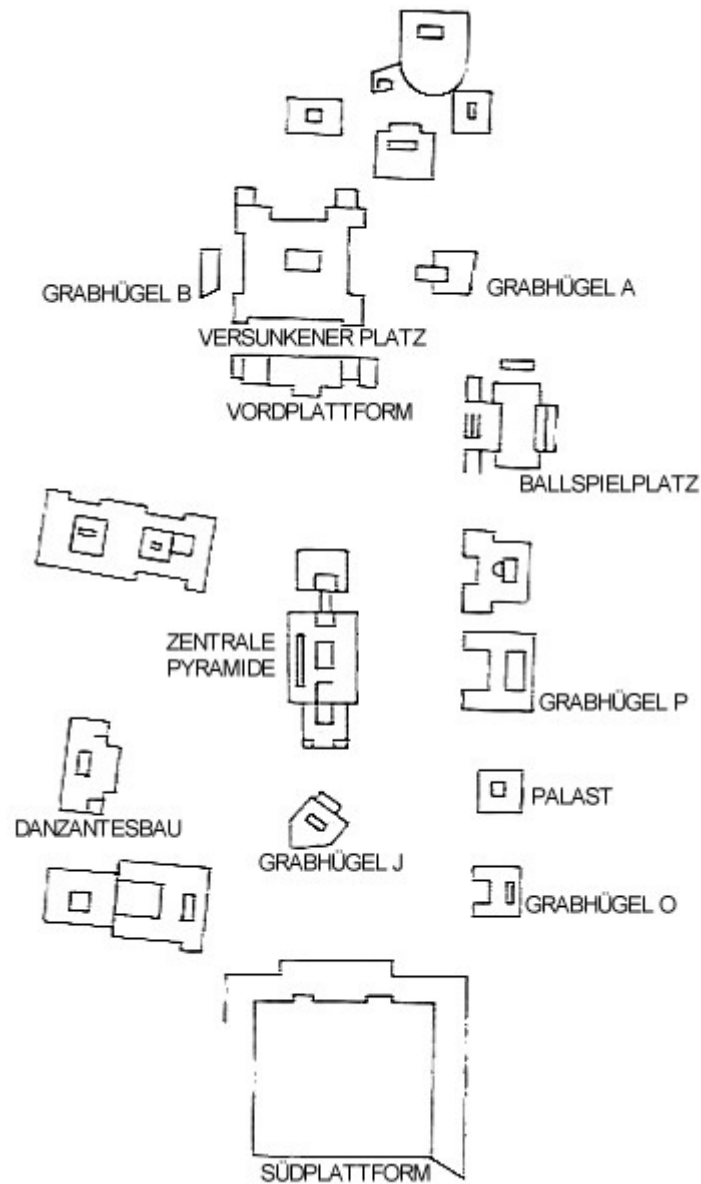 GRABHÜGEL B
GRABHÜGEL A
VERSUNKENER PLATZ
VORDPLATTFORM
BALLSPIELPLATZ
ZENTRALE
PYRAMIDE
GRABHÜGEL P
PALAST
DANZANTESBAU
GRABHÜGEL J
GRABHÜGEL O
SÜDPLATTFORM